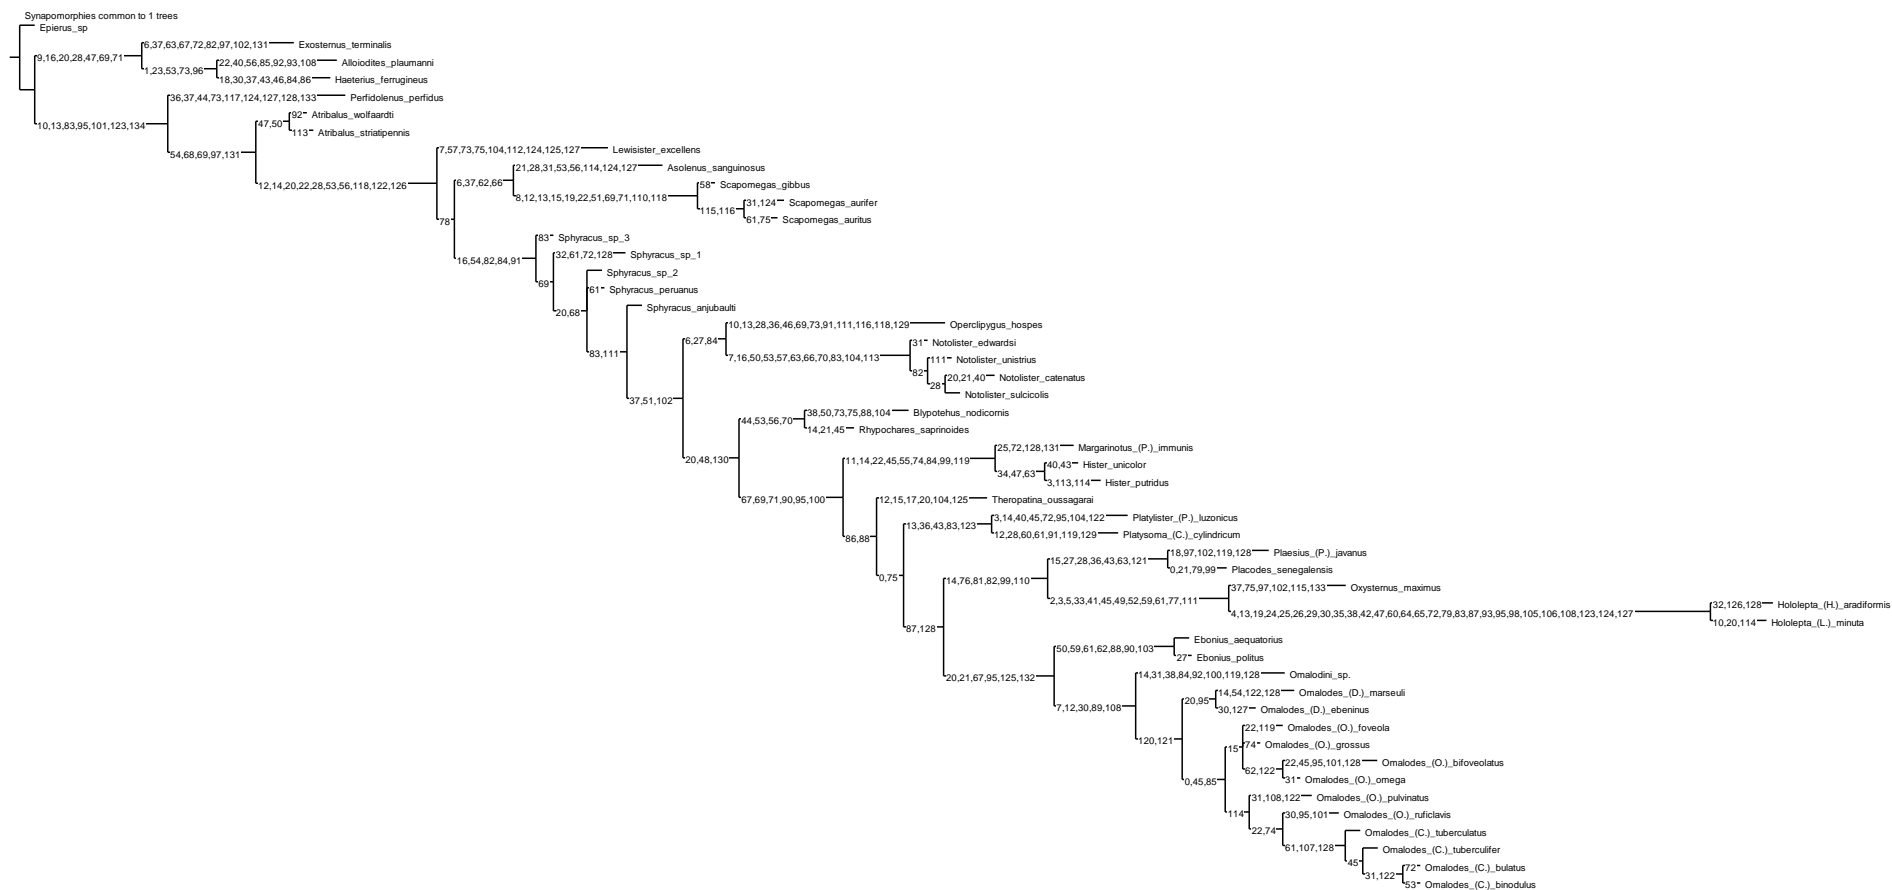 Synapomorphies common to 1 trees
Epierus_sp
6,37,63,67,72,82,97,102,131 Exosternus_terminalis
9,16,20,28,47,69,71
22,40,56,85,92,93,108 Alloiodites_plaumanni
1,23,53,73,96
18,30,37,43,46,84,86 Haeterius_ferrugineus
36,37,44,73,117,124,127,128,133 Perfidolenus_perfidus
92 Atribalus_wolfaardti
10,13,83,95,101,123,134
47,50
113 Atribalus_striatipennis
7,57,73,75,104,112,124,125,127 Lewisister_excellens
54,68,69,97,131
21,28,31,53,56,114,124,127 Asolenus_sanguinosus
12,14,20,22,28,53,56,118,122,126
6,37,62,66
58 Scapomegas_gibbus
8,12,13,15,19,22,51,69,71,110,118
31,124 Scapomegas_aurifer
115,116
61,75 Scapomegas_auritus
78
83 Sphyracus_sp_3
32,61,72,128 Sphyracus_sp_1
16,54,82,84,91
Sphyracus_sp_2
69
61 Sphyracus_peruanus
Sphyracus_anjubaulti
20,68
10,13,28,36,46,69,73,91,111,116,118,129 Operclipygus_hospes
6,27,84
31 Notolister_edwardsi
83,111
7,16,50,53,57,63,66,70,83,104,113
111 Notolister_unistrius
82
20,21,40 Notolister_catenatus
28
Notolister_sulcicolis
37,51,102
38,50,73,75,88,104 Blypotehus_nodicornis
44,53,56,70
14,21,45 Rhypochares_saprinoides
25,72,128,131 Margarinotus_(P.)_immunis
20,48,130
11,14,22,45,55,74,84,99,119
40,43 Hister_unicolor
34,47,63
3,113,114 Hister_putridus
67,69,71,90,95,100
12,15,17,20,104,125 Theropatina_oussagarai
3,14,40,45,72,95,104,122 Platylister_(P.)_luzonicus
13,36,43,83,123
12,28,60,61,91,119,129 Platysoma_(C.)_cylindricum
86,88
18,97,102,119,128 Plaesius_(P.)_javanus
15,27,28,36,43,63,121
0,21,79,99 Placodes_senegalensis
0,75
14,76,81,82,99,110
37,75,97,102,115,133 Oxysternus_maximus
2,3,5,33,41,45,49,52,59,61,77,111
32,126,128 Hololepta_(H.)_aradiformis
4,13,19,24,25,26,29,30,35,38,42,47,60,64,65,72,79,83,87,93,95,98,105,106,108,123,124,127
10,20,114 Hololepta_(L.)_minuta
87,128
Ebonius_aequatorius
50,59,61,62,88,90,103
27 Ebonius_politus
20,21,67,95,125,132
14,31,38,84,92,100,119,128 Omalodini_sp.
14,54,122,128 Omalodes_(D.)_marseuli
7,12,30,89,108
20,95
30,127 Omalodes_(D.)_ebeninus
22,119 Omalodes_(O.)_foveola
120,121
15
74 Omalodes_(O.)_grossus
22,45,95,101,128 Omalodes_(O.)_bifoveolatus
62,122
31 Omalodes_(O.)_omega
0,45,85
31,108,122 Omalodes_(O.)_pulvinatus
114
30,95,101 Omalodes_(O.)_ruficlavis
22,74
Omalodes_(C.)_tuberculatus
61,107,128
Omalodes_(C.)_tuberculifer
45
72 Omalodes_(C.)_bulatus
31,122
53 Omalodes_(C.)_binodulus